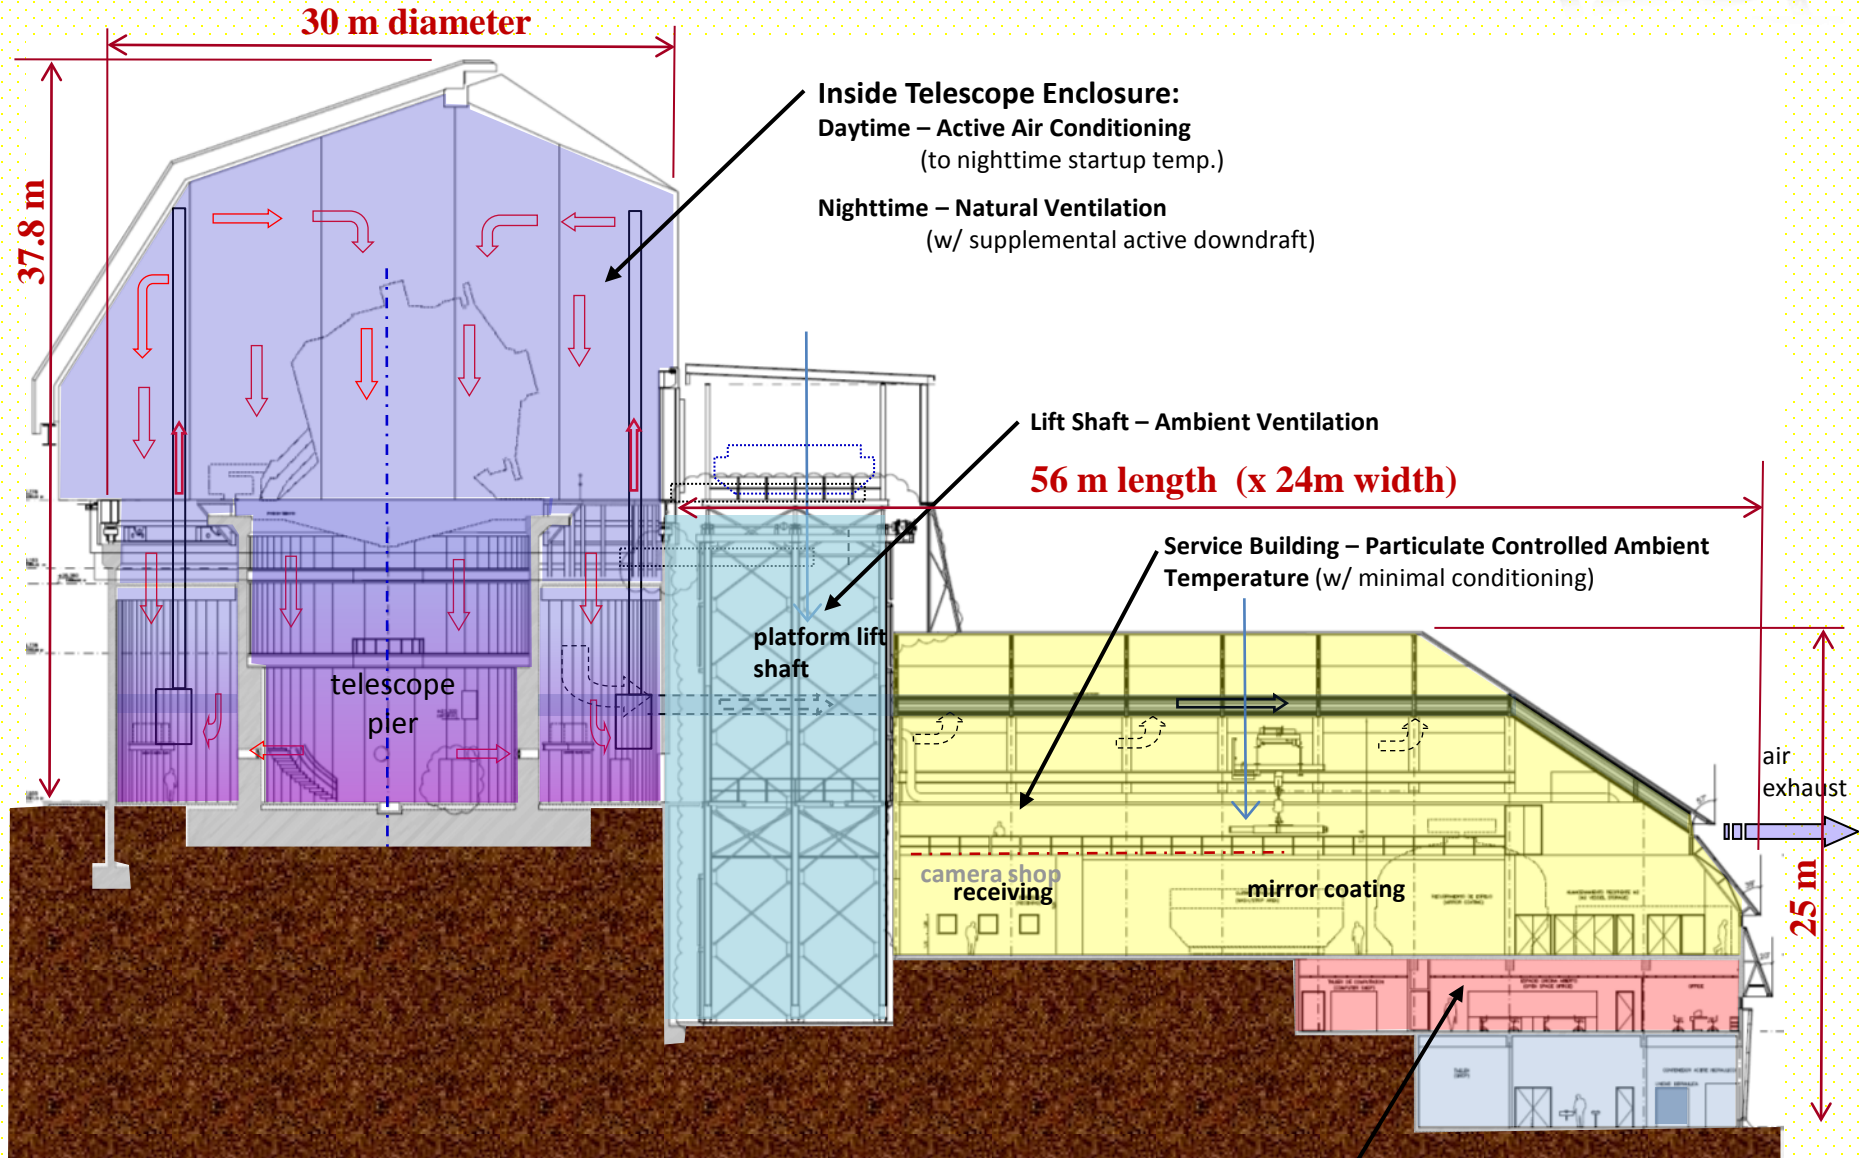 30 m diameter
37.8 m
Inside Telescope Enclosure:
Daytime – Active Air Conditioning
(to nighttime startup temp.)
Nighttime – Natural Ventilation
(w/ supplemental active downdraft)
Lift Shaft – Ambient Ventilation
56 m length (x 24m width)
Service Building – Particulate Controlled Ambient
Temperature (w/ minimal conditioning)
platform lift
shaft
telescope
pier
air
exhaust
camera shop
receiving
mirror coating
25 m